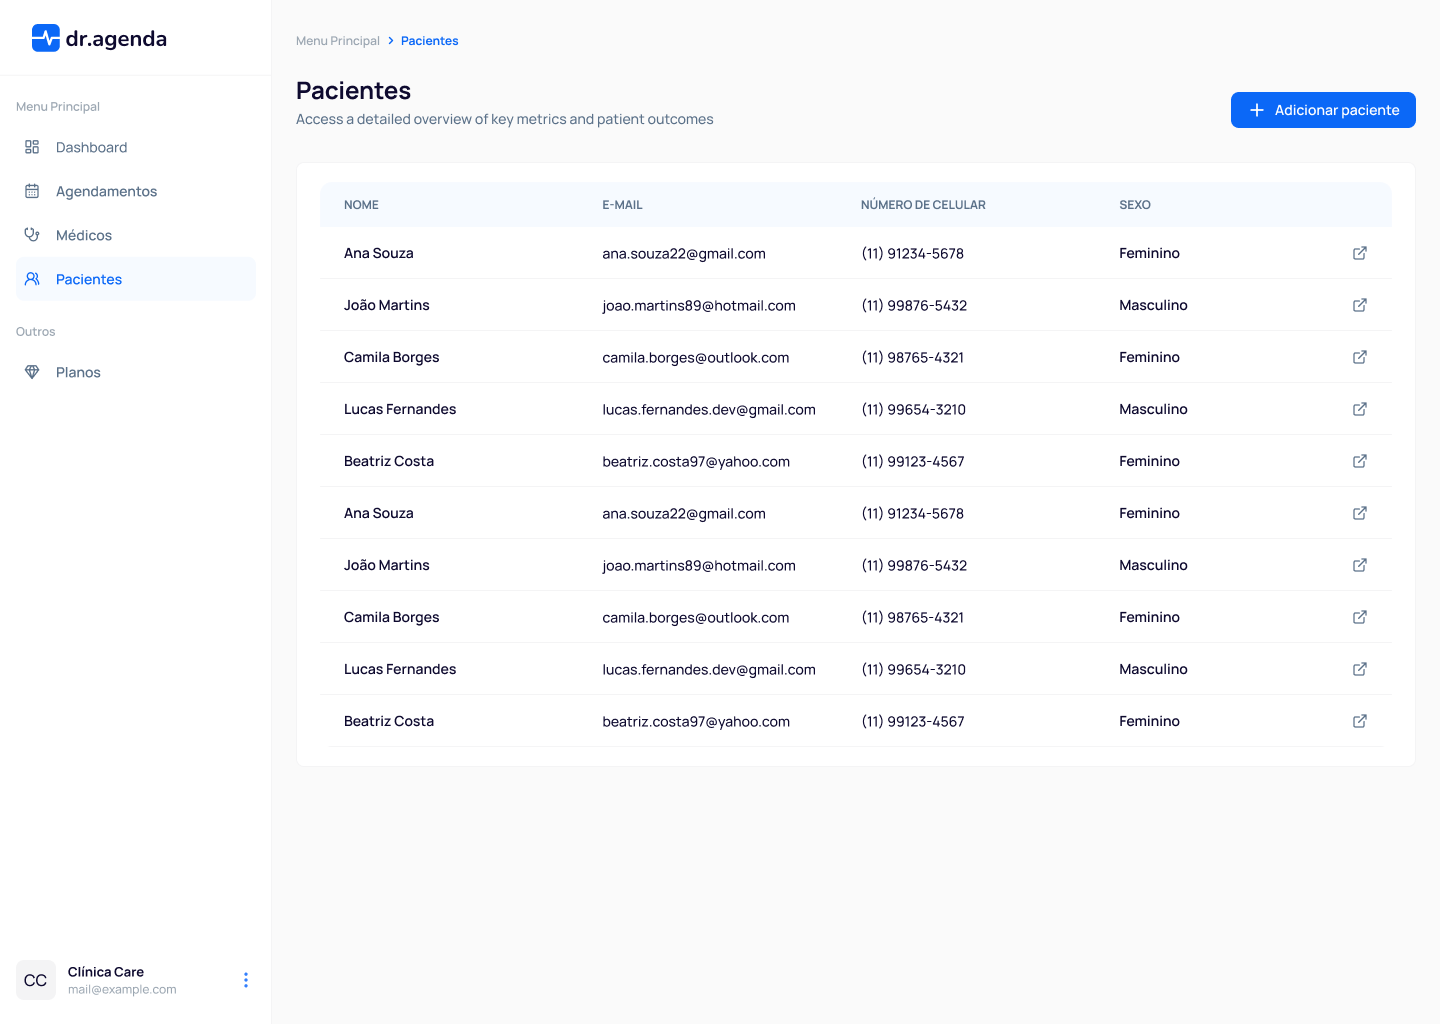 dr.agenda
Menu Principal
Dashboard
Agendamentos
Médicos
Pacientes
Outros
Planos
CC
Clínica Care
mail@example.com
Menu Principal > Pacientes
Pacientes
Access a detailed overview of key metrics and patient outcomes
Adicionar paciente
NOME E-MAIL NÚMERO DE CELULAR SEXO
Ana Souza ana.souza22@gmail.com (11) 91234-5678 Feminino
João Martins joao.martins89@hotmail.com (11) 99876-5432 Masculino
Camila Borges camila.borges@outlook.com (11) 98765-4321 Feminino
Lucas Fernandes lucas.fernandes.dev@gmail.com (11) 99654-3210 Masculino
Beatriz Costa beatriz.costa97@yahoo.com (11) 99123-4567 Feminino
Ana Souza ana.souza22@gmail.com (11) 91234-5678 Feminino
João Martins joao.martins89@hotmail.com (11) 99876-5432 Masculino
Camila Borges camila.borges@outlook.com (11) 98765-4321 Feminino
Lucas Fernandes lucas.fernandes.dev@gmail.com (11) 99654-3210 Masculino
Beatriz Costa beatriz.costa97@yahoo.com (11) 99123-4567 Feminino